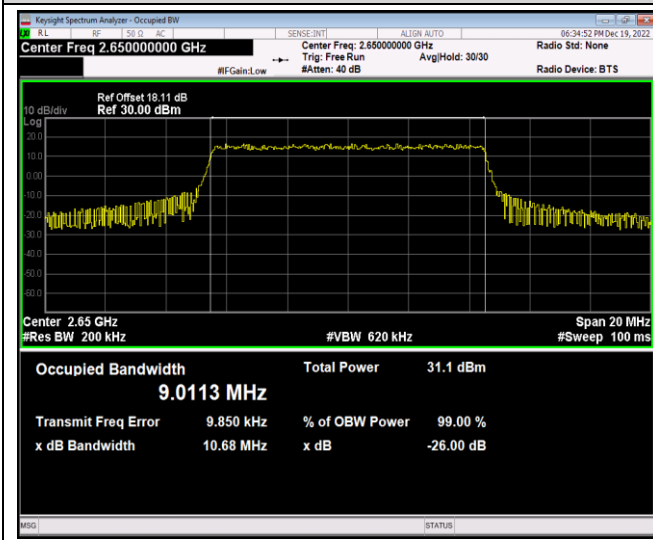 Keysight Spectrum Analyzer - Occupied BW
RL RF 50 Ω AC SENSE:INT ALIGN AUTO 06:34:52 PM Dec 19, 2022
Center Freq 2.650000000 GHz Center Freq: 2.650000000 GHz Radio Std: None
Trig: Free Run Avg|Hold: 30/30
#IFGain:Low #Atten: 40 dB Radio Device: BTS
Ref Offset 18.11 dB
10 dB/div Ref 30.00 dBm
Log
20.0
10.0
0.00
-10.0
-20.0
-30.0
-40.0
-50.0
-60.0
Center 2.65 GHz Span 20 MHz
#Res BW 200 kHz #VBW 620 kHz #Sweep 100 ms
Occupied Bandwidth Total Power 31.1 dBm
9.0113 MHz
Transmit Freq Error 9.850 kHz % of OBW Power 99.00 %
x dB Bandwidth 10.68 MHz x dB -26.00 dB
MSG STATUS